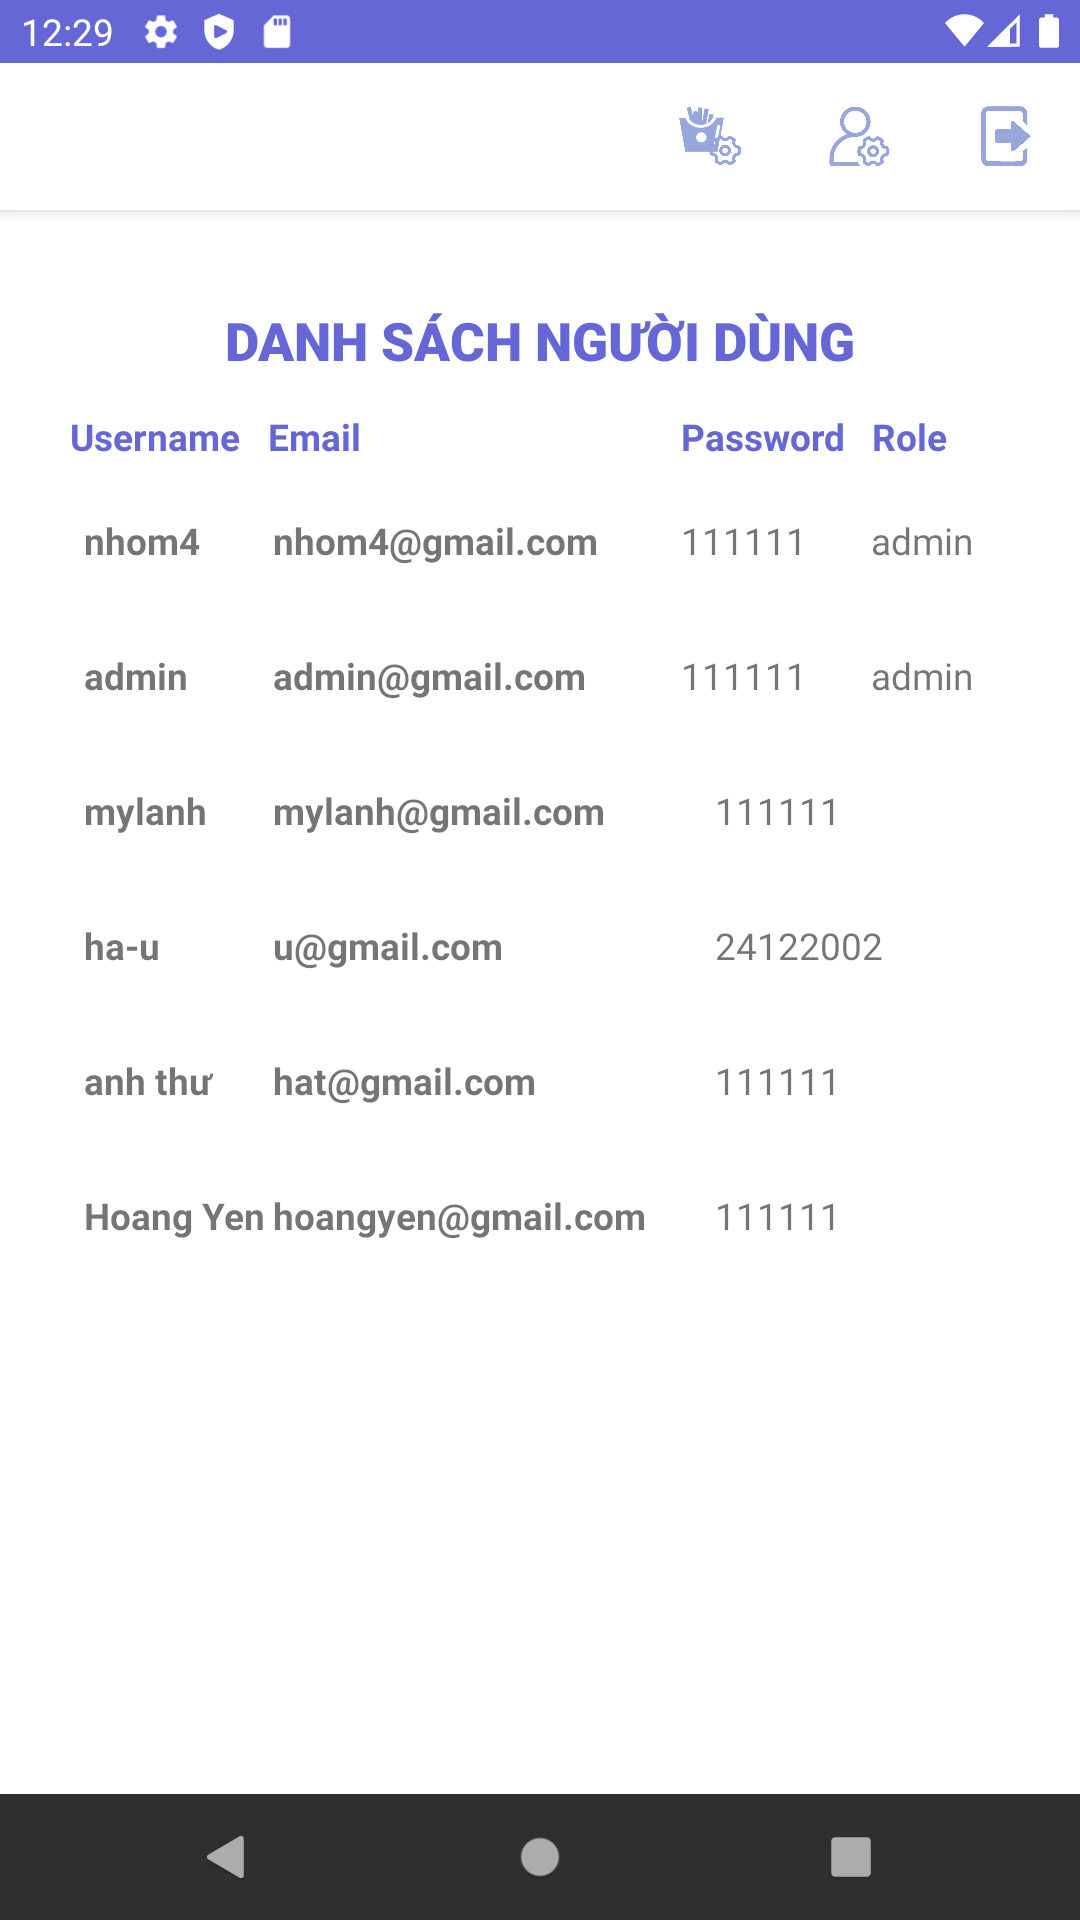 12:29
DANH SÁCH NGƯỜI DÙNG
Username Email Password Role
nhom4 nhom4@gmail.com 111111 admin
admin admin@gmail.com 111111 admin
mylanh mylanh@gmail.com 111111
ha-u u@gmail.com 24122002
anh thư hat@gmail.com 111111
Hoang Yen hoangyen@gmail.com 111111